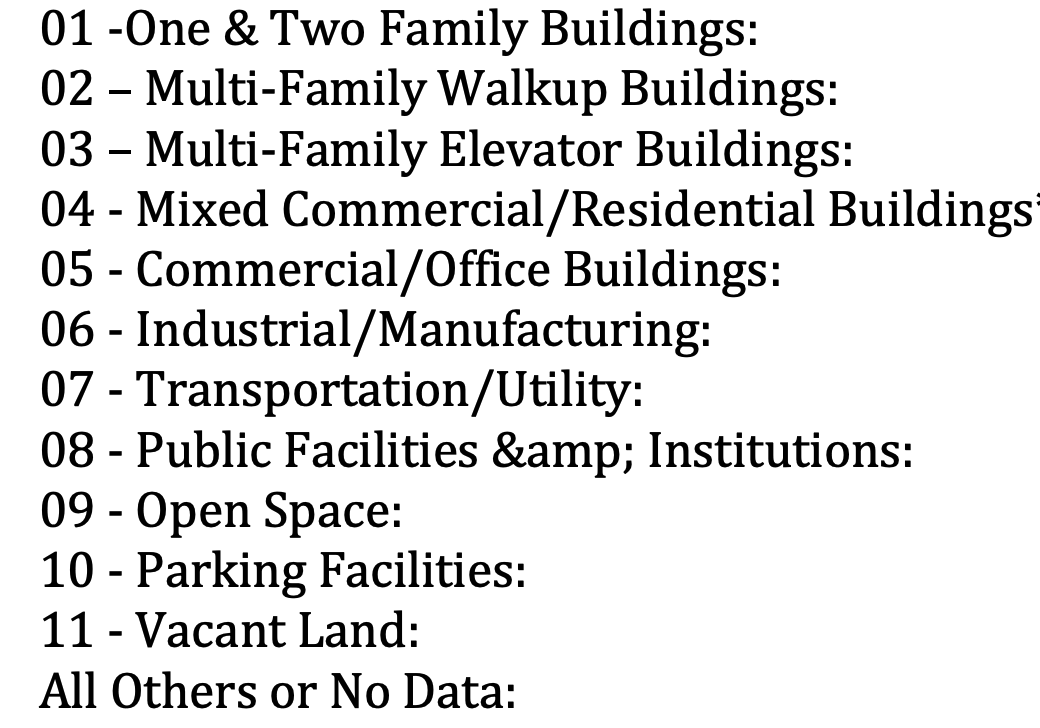 01 -One & Two Family Buildings:
02 – Multi-Family Walkup Buildings:
03 – Multi-Family Elevator Buildings:
04 - Mixed Commercial/Residential Buildings*
05 - Commercial/Office Buildings:
06 - Industrial/Manufacturing:
07 - Transportation/Utility:
08 - Public Facilities &amp; Institutions:
09 - Open Space:
10 - Parking Facilities:
11 - Vacant Land:
All Others or No Data: